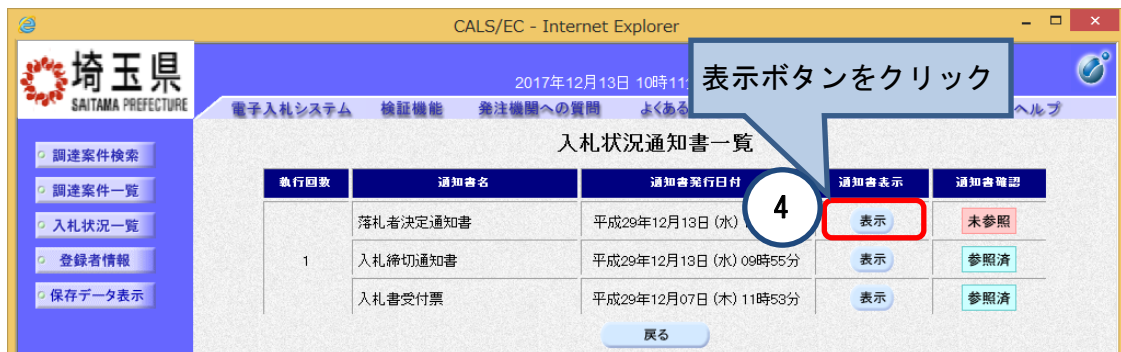 CALS/EC - Internet Explorer
埼玉県
SAITAMA PREFECTURE
2017年12月13日 10時11
表示ボタンをクリック
電子入札システム 検証機能 発注機関への質問 よくある ヘルプ
入札状況通知書一覧
調達案件検索
調達案件一覧
入札状況一覧
登録者情報
保存データ表示
執行回数 通知書名 通知書発行日付 通知書表示 通知書確認
落札者決定通知書 平成29年12月13日 (水) 表示 未参照
4
1 入札締切通知書 平成29年12月13日 (水) 09時55分 表示 参照済
入札書受付票 平成29年12月07日 (木) 11時53分 表示 参照済
戻る